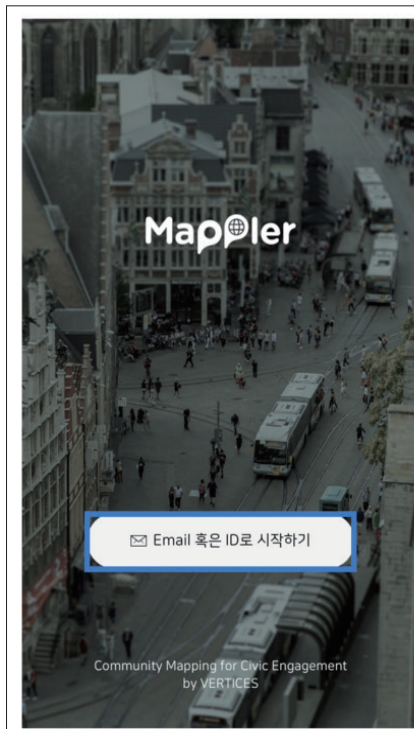 Mappler
Email 혹은 ID로 시작하기
Community Mapping for Civic Engagement
by VERTICES